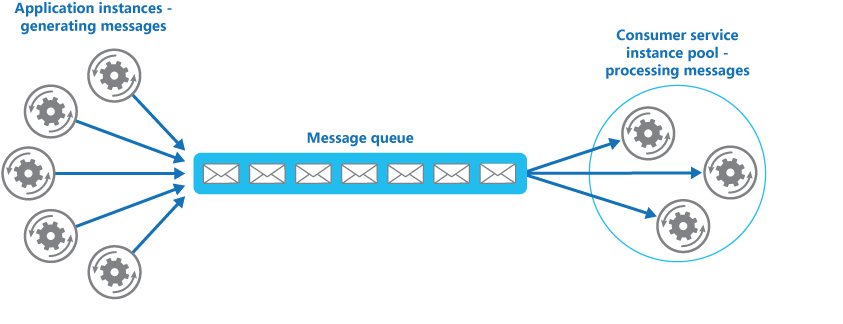 Application instances -
generating messages
Message queue
Consumer service
instance pool -
processing messages